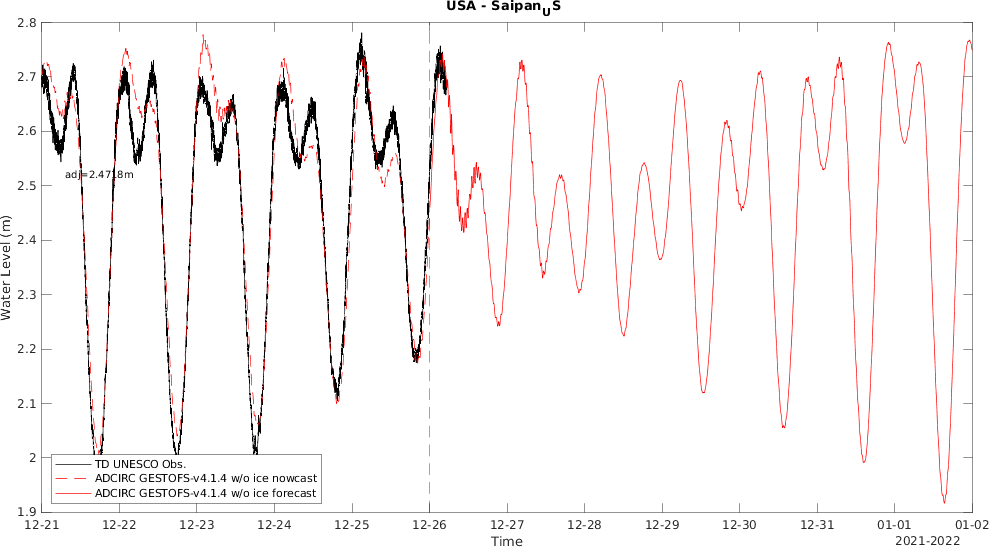 USA - Saipan_US
2.8
2.7
2.6
2.5
2.4
2.3
2.2
2.1
2
1.9
Water Level (m)
adj=2.4718m
TD UNESCO Obs.
ADCIRC GESTOFS-v4.1.4 w/o ice nowcast
ADCIRC GESTOFS-v4.1.4 w/o ice forecast
12-21 12-22 12-23 12-24 12-25 12-26 12-27 12-28 12-29 12-30 12-31 01-01 01-02
Time
2021-2022